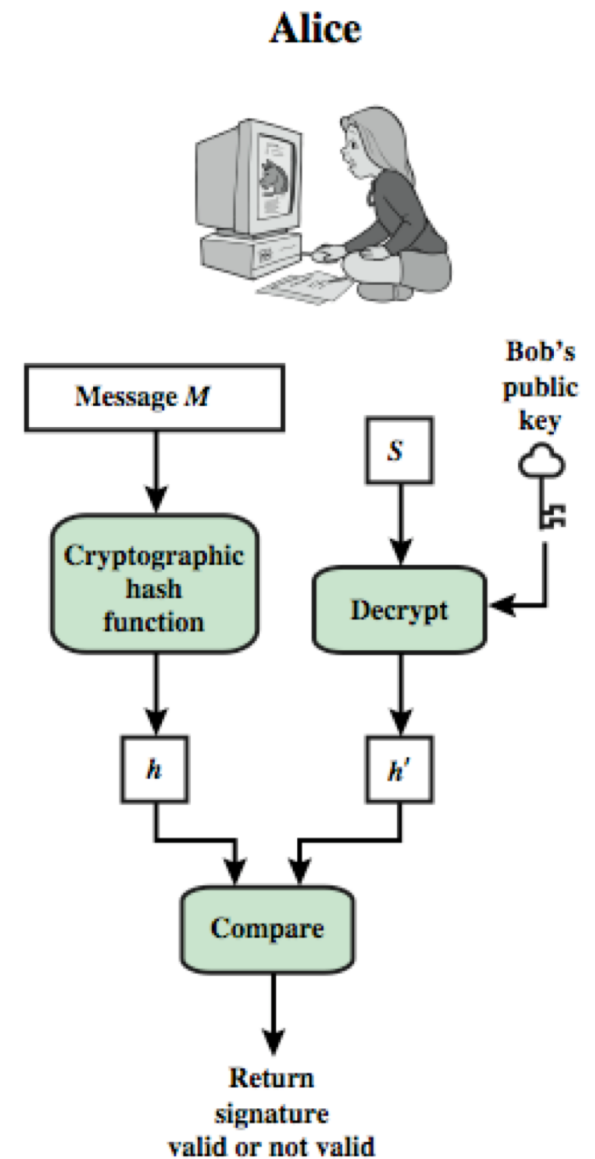 Alice
Message M
Bob's
public
key
S
Cryptographic
hash
function
Decrypt
h
h′
Compare
Return
signature
valid or not valid